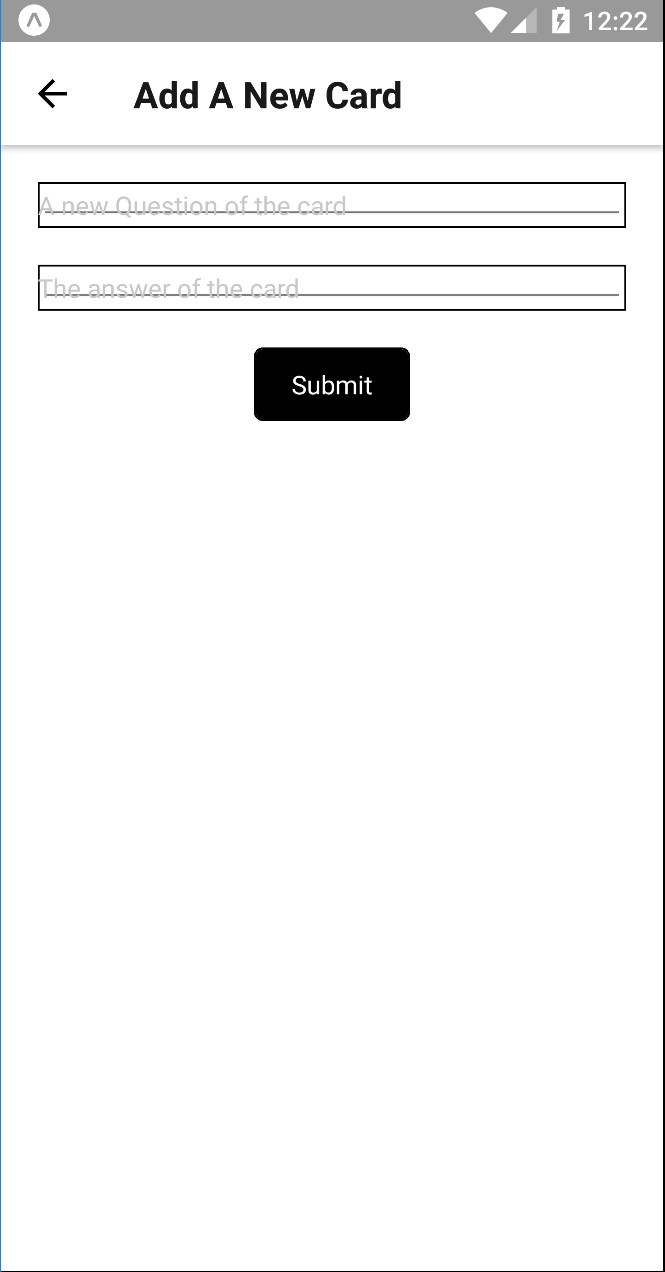 12:22
Add A New Card
A new Question of the card
The answer of the card
Submit